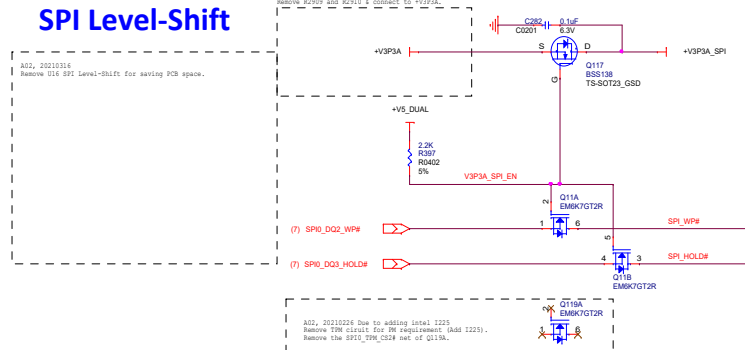 Remove R2909 and R2910 & connect to +V3P3A.
SPI Level-Shift
C282
0.1uF
C0201
6.3V
+V3P3A
S
D
+V3P3A_SPI
A02, 20210316
Remove U16 SPI Level-Shift for saving PCB space.
Q117
BSS138
TS-SOT23_GSD
G
+V5_DUAL
2.2K
R397
R0402
5%
V3P3A_SPI_EN
Q11A
EM6K7GT2R
2
(7) SPI0_DQ2_WP#
1
6
SPI_WP#
5
(7) SPI0_DQ3_HOLD#
4
3
SPI_HOLD#
Q11B
EM6K7GT2R
Q119A
EM6K7GT2R
2
1
6
A02, 20210226 Due to adding intel I225
Remove TPM ciruit for PM requirement (Add I225).
Remove the SPI0_TPM_CS2# net of Q119A.